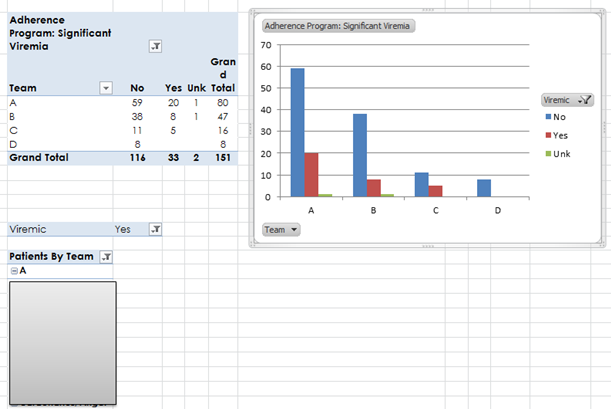 Adherence
Program: Significant
Viremia
Team No Yes Unk Grand Total
A 59 20 1 80
B 38 8 1 47
C 11 5 16
D 8 8
Grand Total 116 33 2 151
Viremic Yes
Patients By Team
A
Adherence Program: Significant Viremia
70
60
50
40
30
20
10
0
A B C D
Team
Viremic
No
Yes
Unk